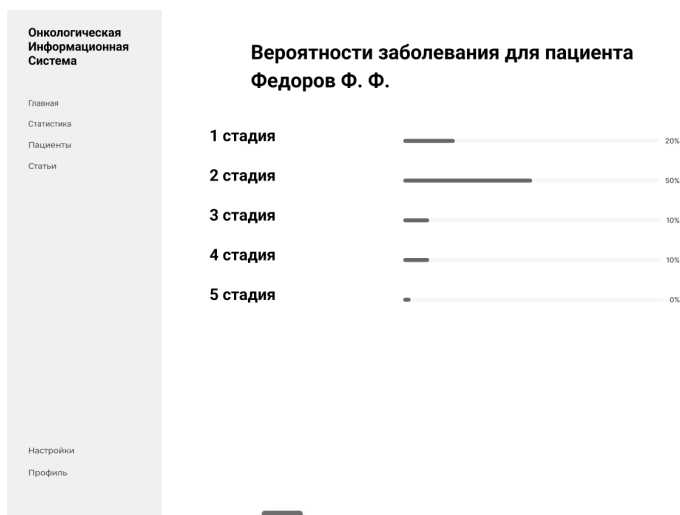 Онкологическая
Информационная
Система
Главная
Статистика
Пациенты
Статьи
Настройки
Профиль
Вероятности заболевания для пациента
Федоров Ф. Ф.
1 стадия 20%
2 стадия 50%
3 стадия 10%
4 стадия 10%
5 стадия 0%